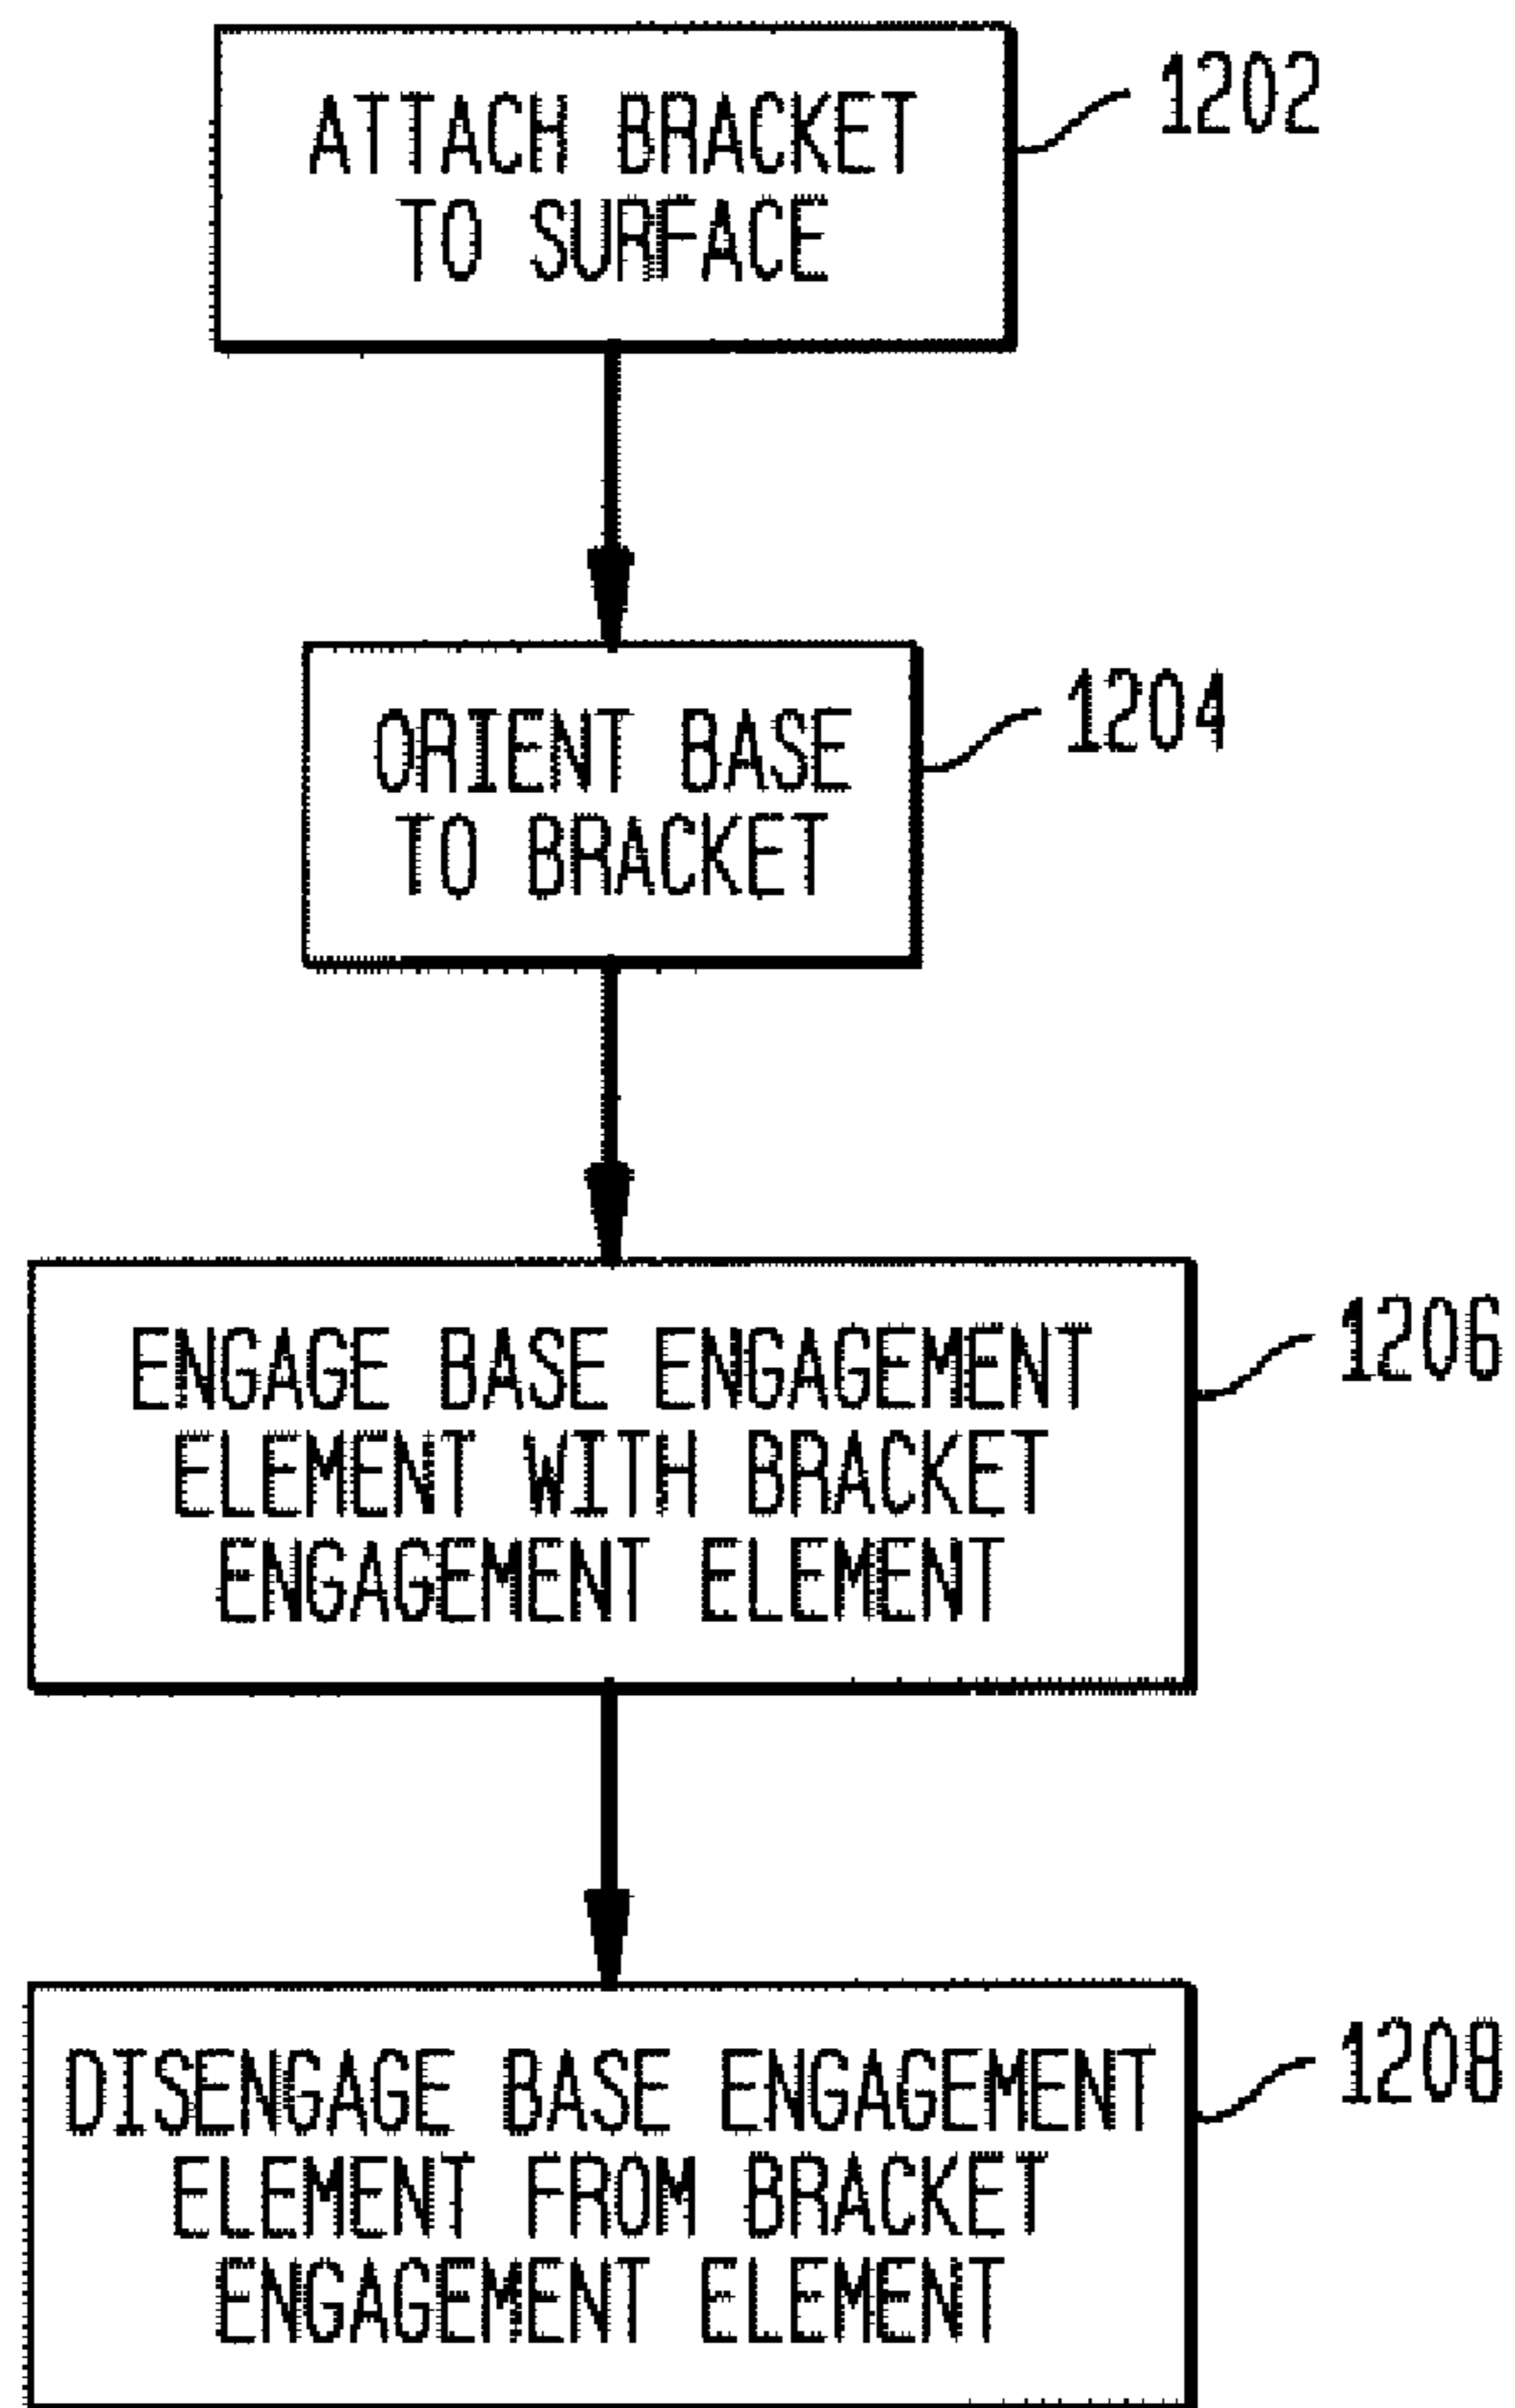 ATTACH BRACKET
TO SURFACE
1202
ORIENT BASE
TO BRACKET
1204
ENGAGE BASE ENGAGEMENT
ELEMENT WITH BRACKET
ENGAGEMENT ELEMENT
1206
DISENGAGE BASE ENGAGEMENT
ELEMENT FROM BRACKET
ENGAGEMENT ELEMENT
1208